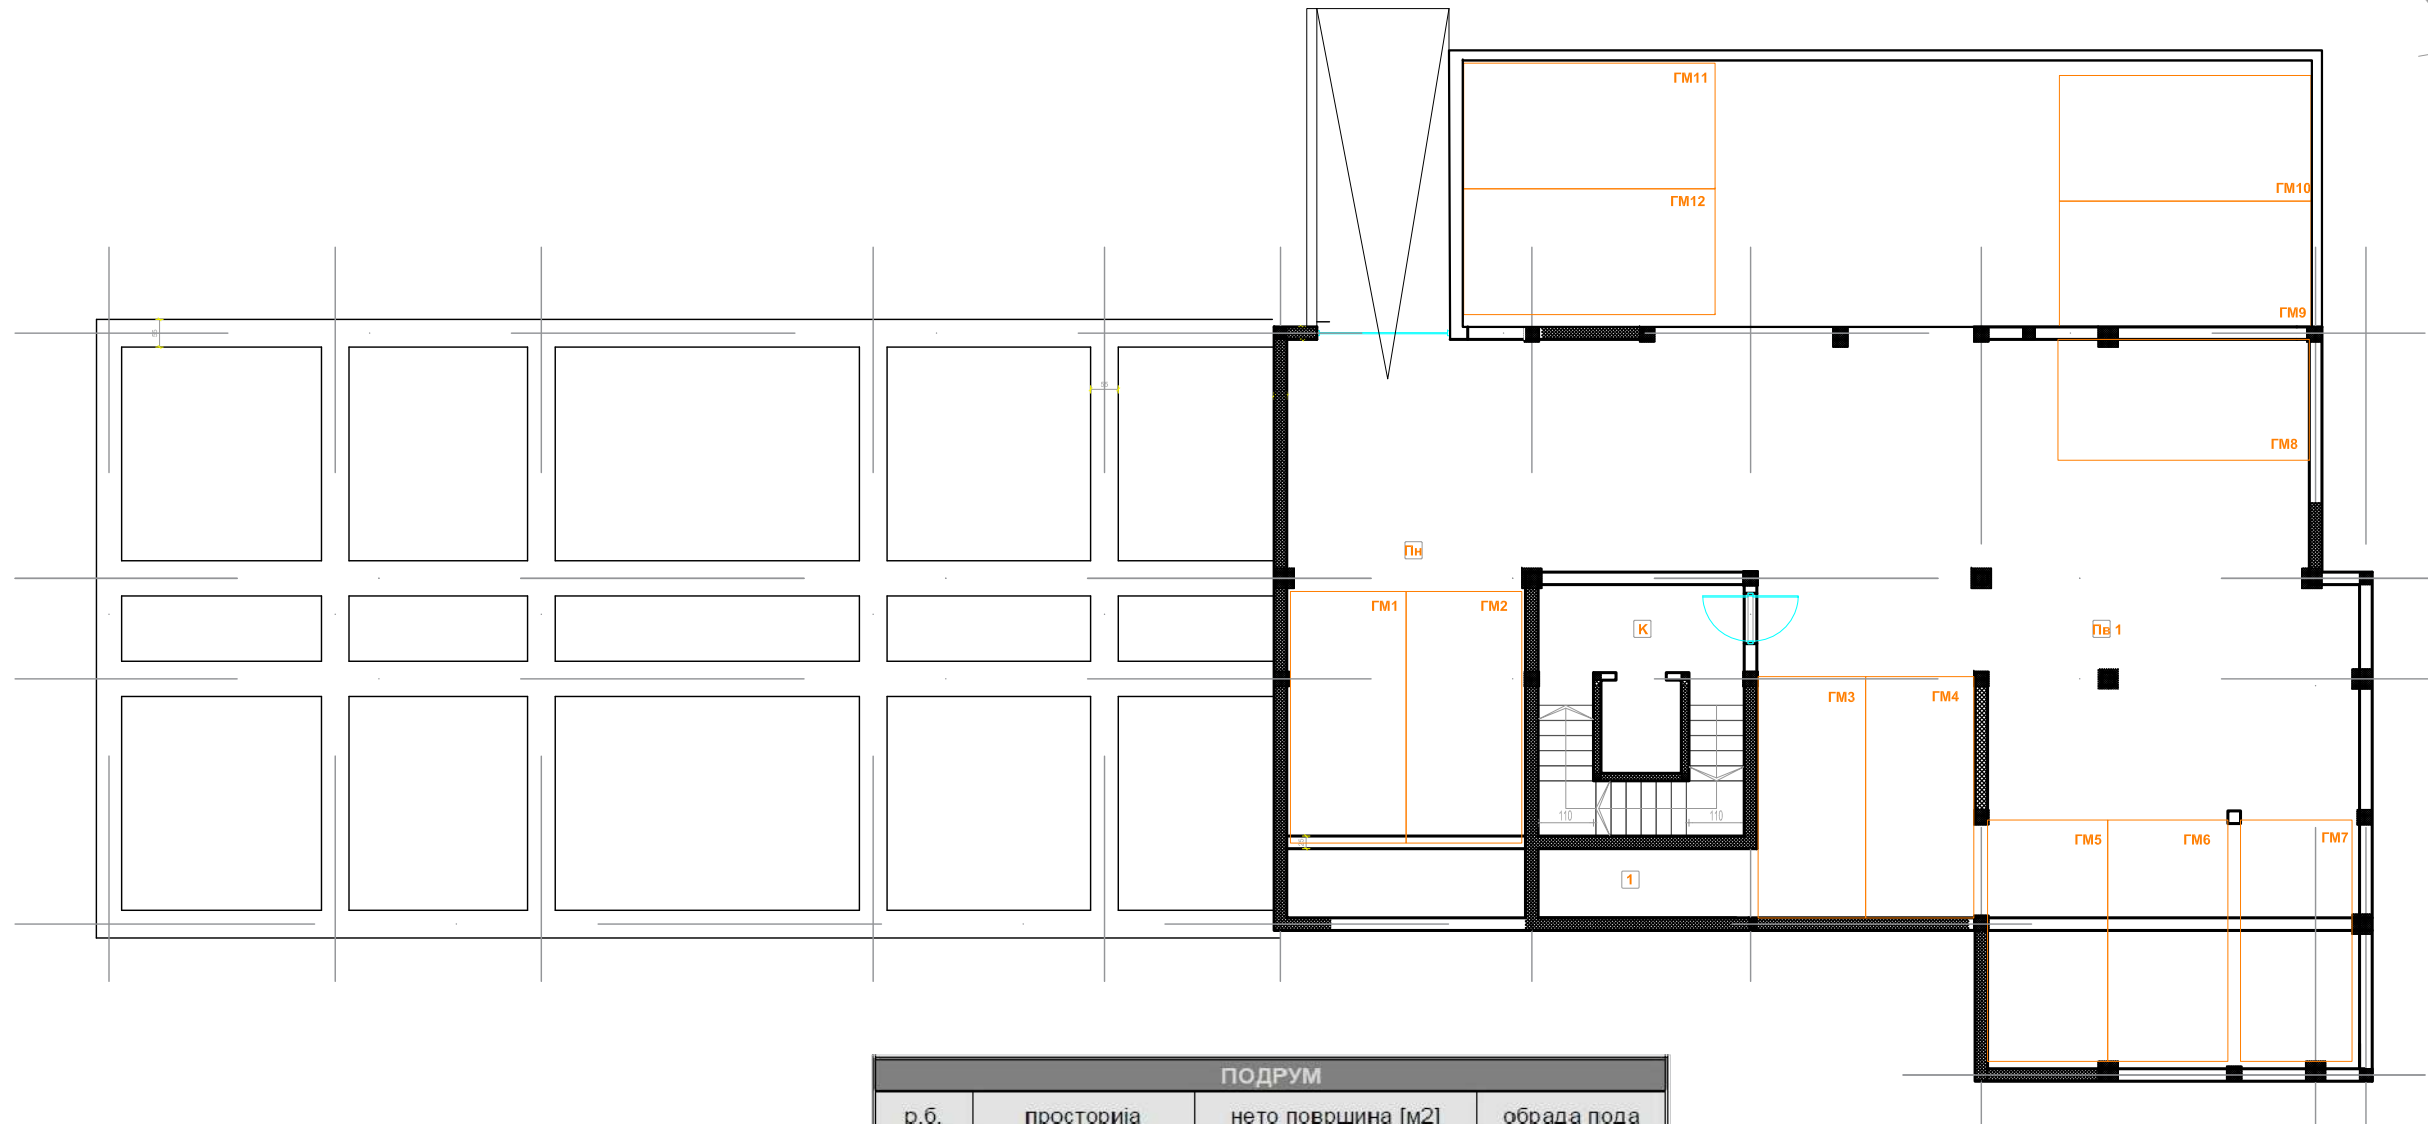 ГМ11
ГМ12
ГМ10
ГМ9
ГМ8
Пн
ГМ1
ГМ2
К
Пв 1
ГМ3
ГМ4
110
110
ГМ5
ГМ6
ГМ7
1
ПОДРУМ
р.б. просторија нето површина [м2] обрада пода